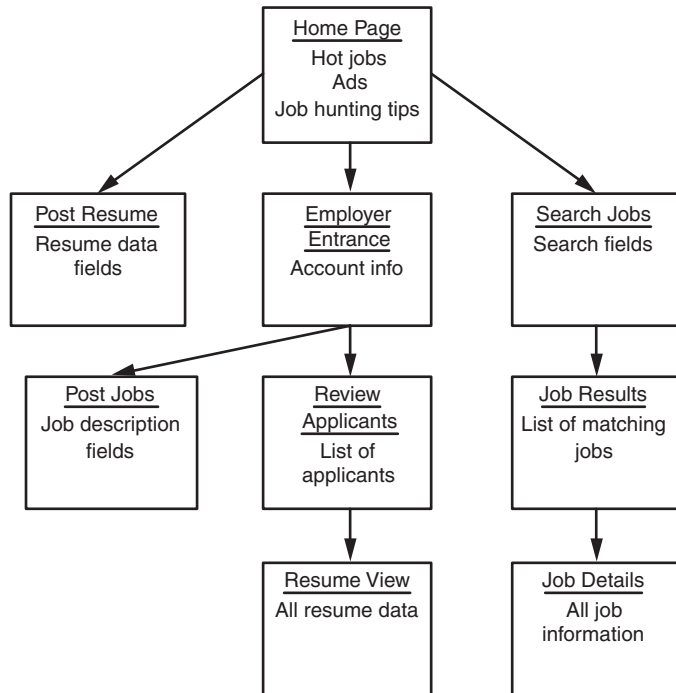 Home Page
Hot jobs
Ads
Job hunting tips
Post Resume
Resume data
fields
Employer
Entrance
Account info
Search Jobs
Search fields
Post Jobs
Job description
fields
Review
Applicants
List of
applicants
Job Results
List of matching
jobs
Resume View
All resume data
Job Details
All job
information